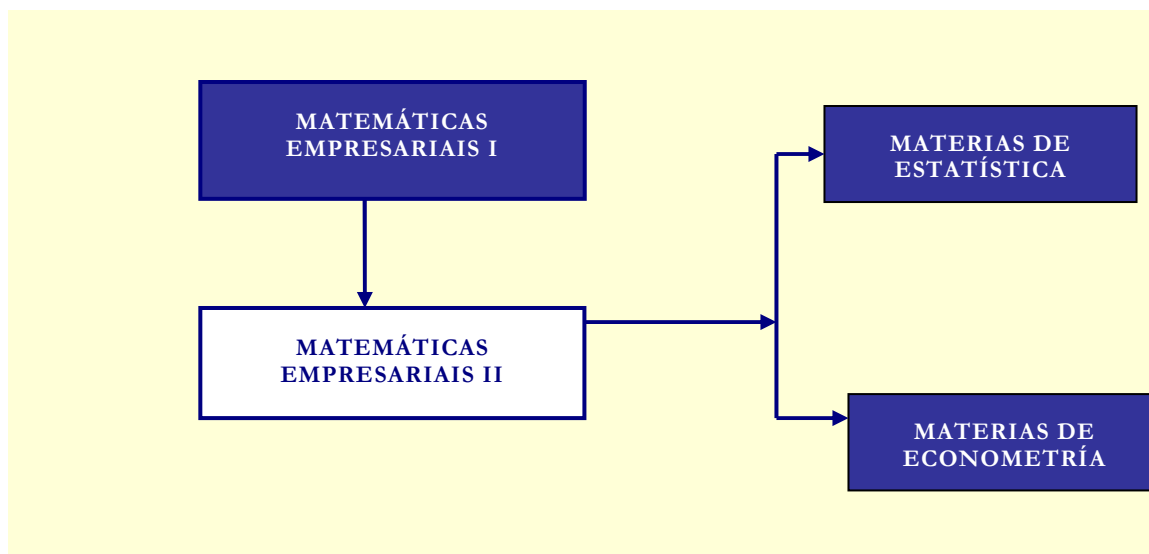 MATEMÁTICAS
EMPRESARIAIS I
MATERIAS DE
ESTATÍSTICA
MATEMÁTICAS
EMPRESARIAIS II
MATERIAS DE
ECONOMETRÍA